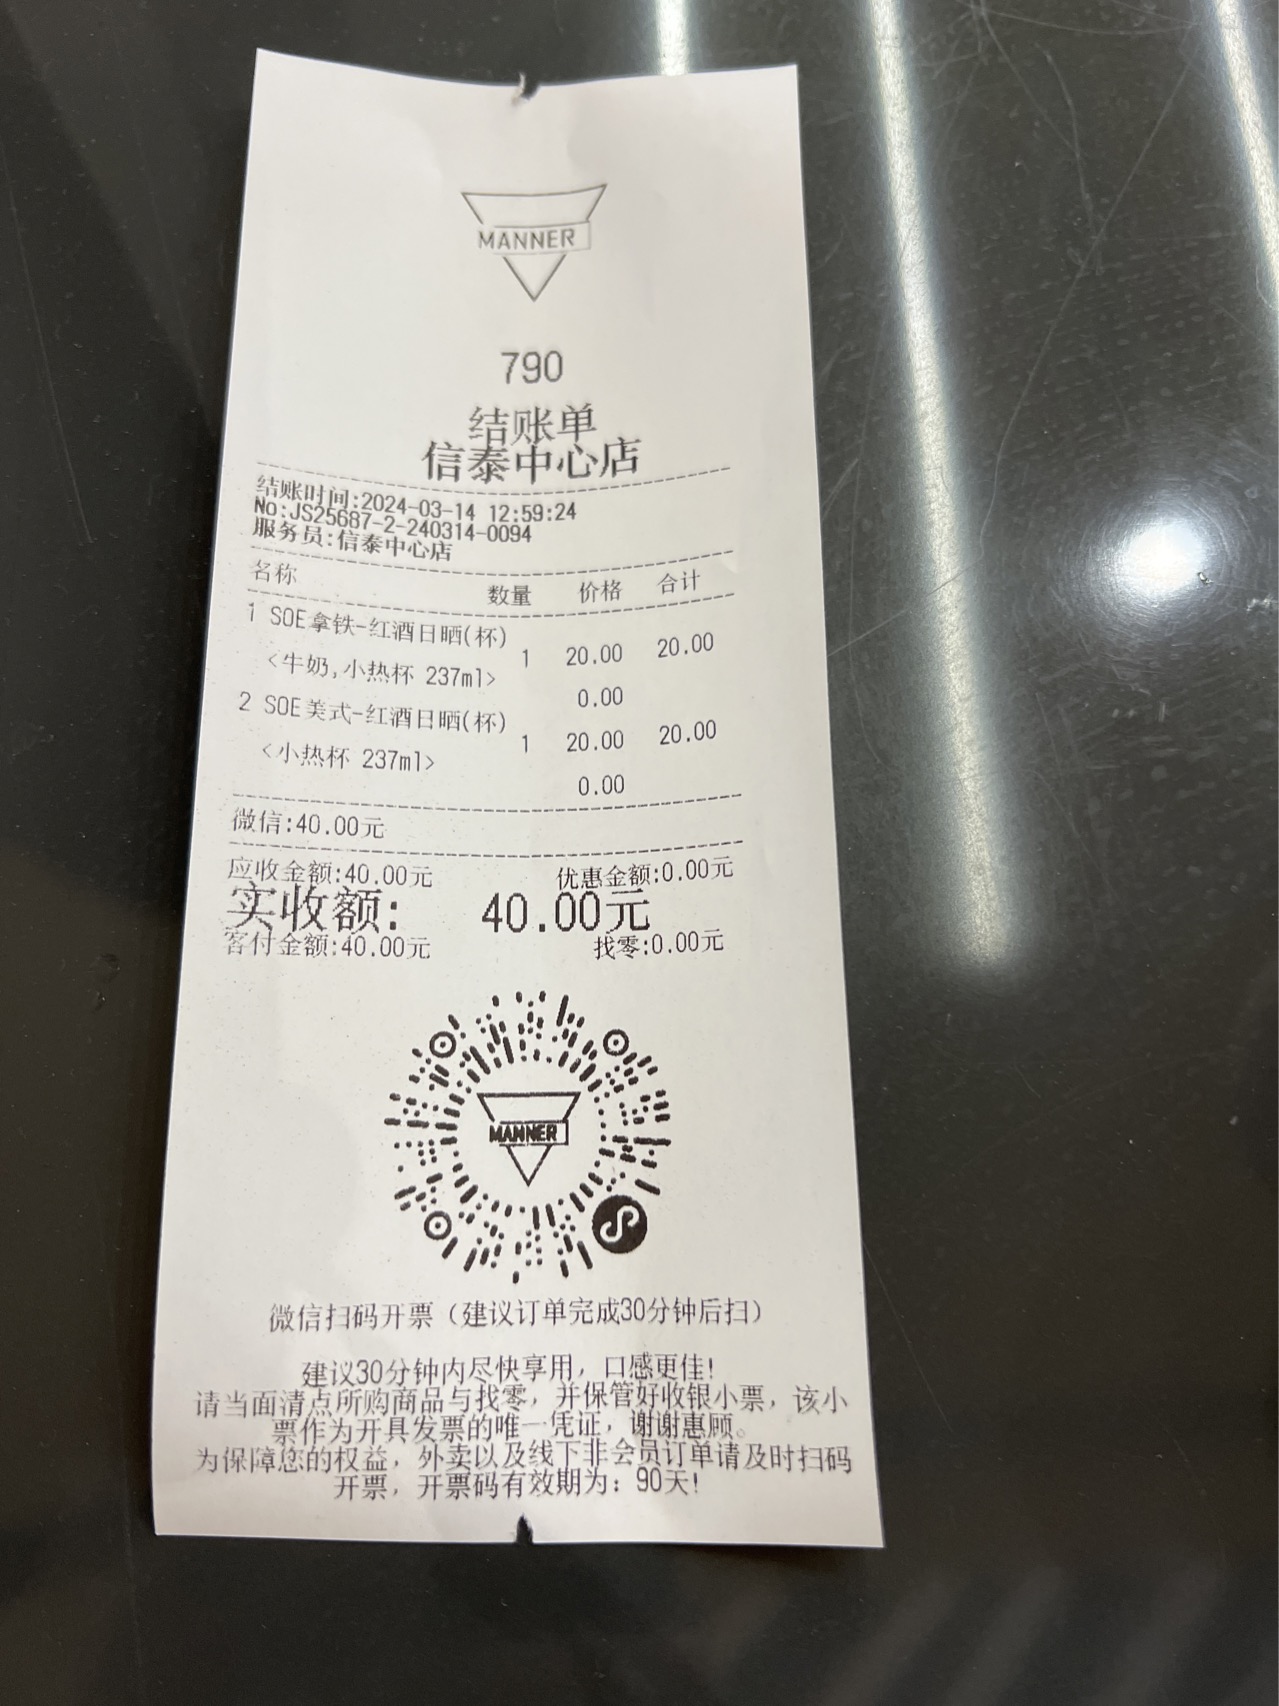 MANNER
790
结账单
信泰中心店
结账时间:2024-03-14 12:59:24
No:JS25687-2-240314-0094
服务员:信泰中心店
名称 数量 价格 合计
1 SOE拿铁-红酒日晒(杯) 1 20.00 20.00
<牛奶,小热杯 237ml> 0.00
2 SOE美式-红酒日晒(杯) 1 20.00 20.00
<小热杯 237ml> 0.00
微信:40.00元
应收金额:40.00元 优惠金额:0.00元
实收额: 40.00元
客付金额:40.00元 找零:0.00元
MANNER
微信扫码开票（建议订单完成30分钟后扫）
建议30分钟内尽快享用，口感更佳!
请当面清点所购商品与找零，并保管好收银小票，该小
票作为开具发票的唯一凭证，谢谢惠顾。
为保障您的权益，外卖以及线下非会员订单请及时扫码
开票，开票码有效期为：90天!